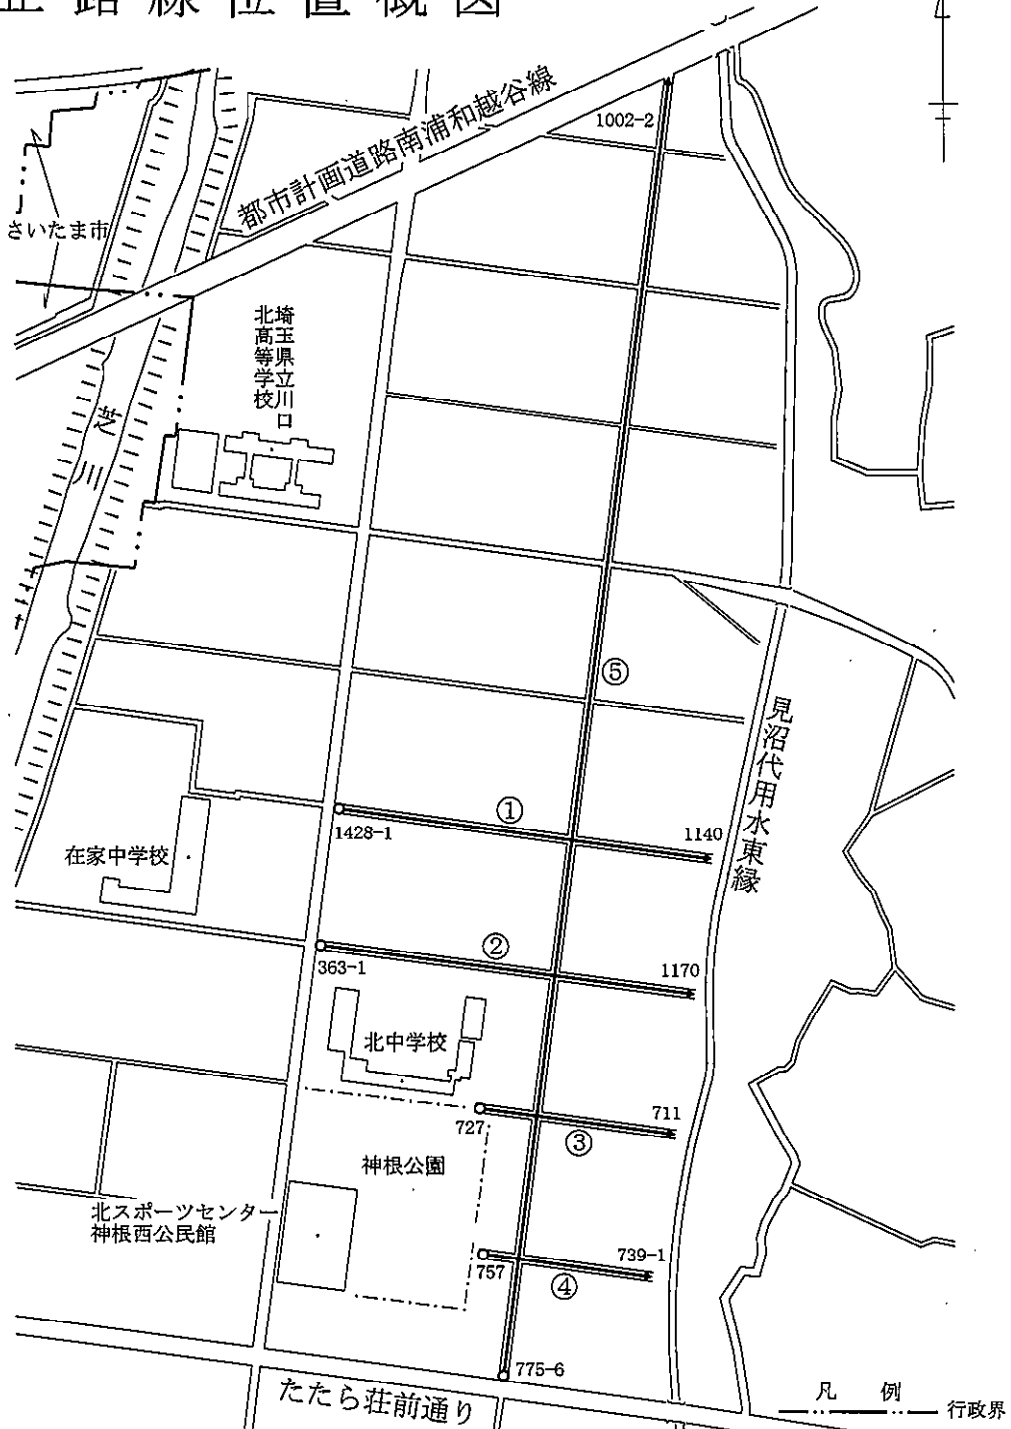 路線位置概図
都市計画道路南浦和越谷線
1002-2
さいたま市
埼玉県立川口
北高等学校
芝川
⑤
見沼代用水東縁
①
1428-1
1140
在家中学校
②
363-1
1170
北中学校
727
711
③
神根公園
北スポーツセンター
神根西公民館
757
739-1
④
775-6
たたら荘前通り
凡例
行政界